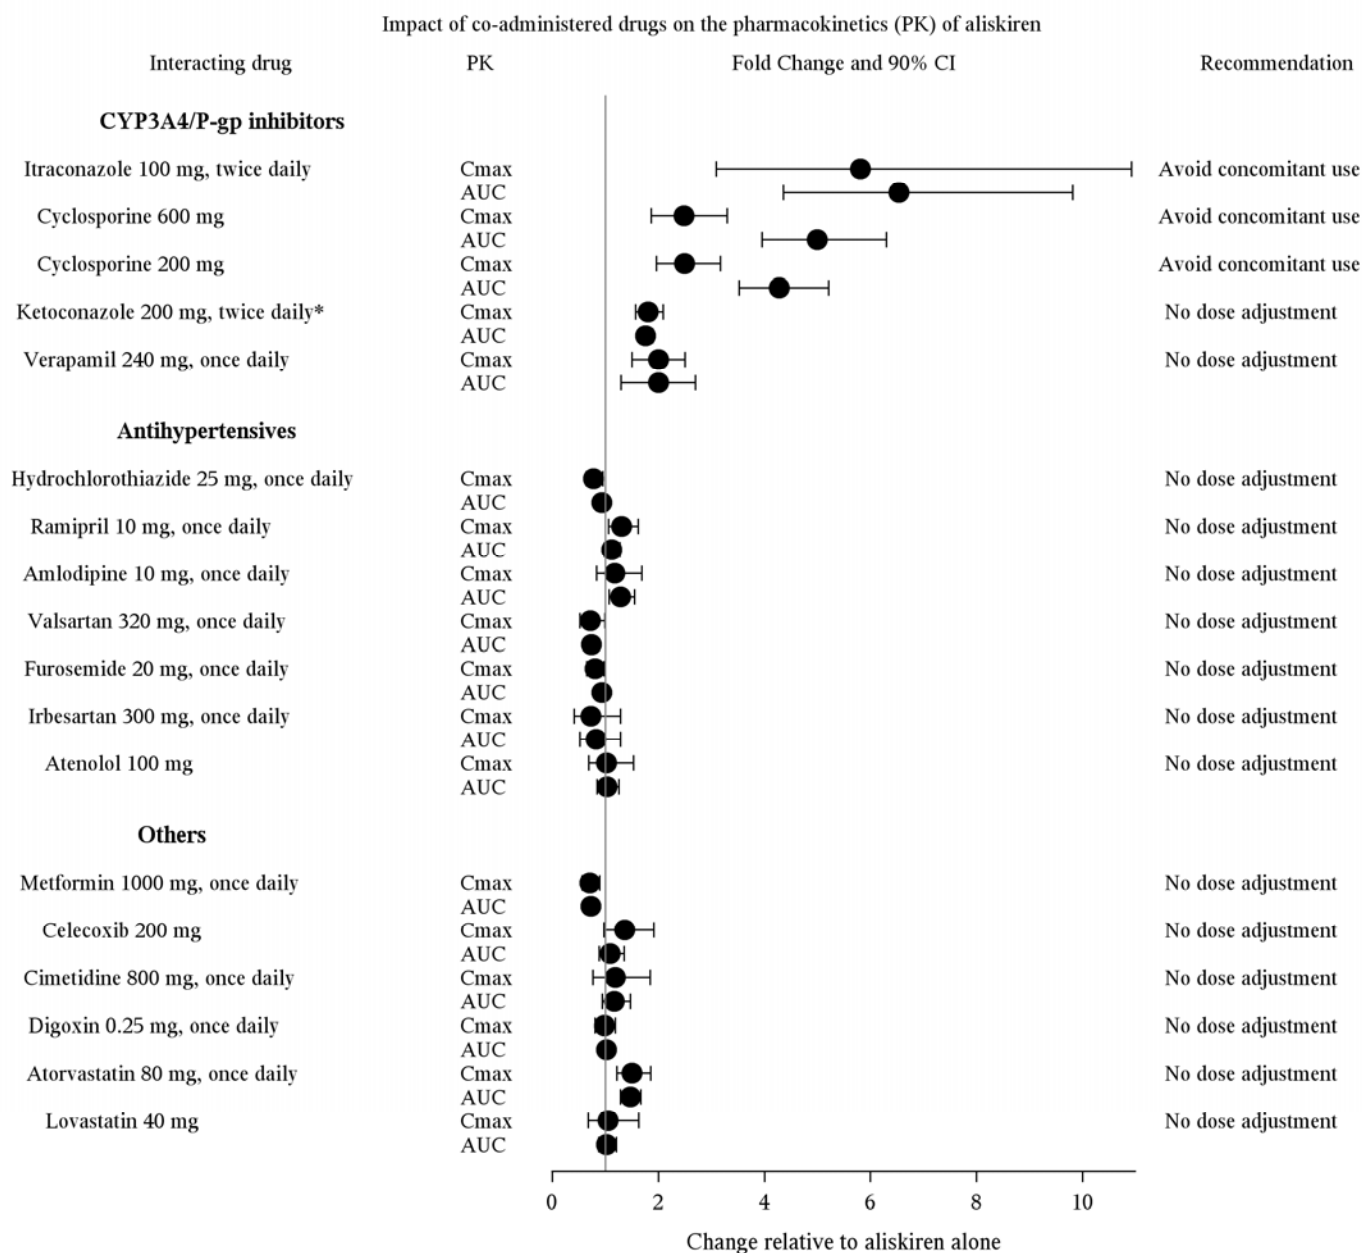 Impact of co-administered drugs on the pharmacokinetics (PK) of aliskiren
Interacting drug PK Fold Change and 90% CI Recommendation
CYP3A4/P-gp inhibitors
Itraconazole 100 mg, twice daily Cmax Avoid concomitant use
AUC
Cyclosporine 600 mg Cmax Avoid concomitant use
AUC
Cyclosporine 200 mg Cmax Avoid concomitant use
AUC
Ketoconazole 200 mg, twice daily* Cmax No dose adjustment
AUC
Verapamil 240 mg, once daily Cmax No dose adjustment
AUC
Antihypertensives
Hydrochlorothiazide 25 mg, once daily Cmax No dose adjustment
AUC
Ramipril 10 mg, once daily Cmax No dose adjustment
AUC
Amlodipine 10 mg, once daily Cmax No dose adjustment
AUC
Valsartan 320 mg, once daily Cmax No dose adjustment
AUC
Furosemide 20 mg, once daily Cmax No dose adjustment
AUC
Irbesartan 300 mg, once daily Cmax No dose adjustment
AUC
Atenolol 100 mg Cmax No dose adjustment
AUC
Others
Metformin 1000 mg, once daily Cmax No dose adjustment
AUC
Celecoxib 200 mg Cmax No dose adjustment
AUC
Cimetidine 800 mg, once daily Cmax No dose adjustment
AUC
Digoxin 0.25 mg, once daily Cmax No dose adjustment
AUC
Atorvastatin 80 mg, once daily Cmax No dose adjustment
AUC
Lovastatin 40 mg Cmax No dose adjustment
AUC
0 2 4 6 8 10
Change relative to aliskiren alone